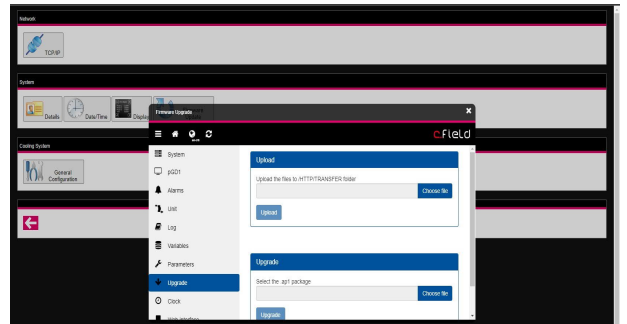 Network
TCP/IP
System
Details
Date/Time
Display
Cooling System
General
Configuration
Firmware Upgrade
c.field
System
pGD1
Alarms
Unit
Log
Variables
Parameters
Upgrade
Clock
Upload
Upload the files to /HTTP/TRANSFER folder
Choose file
Upload
Upgrade
Select the .ap1 package
Choose file
Upgrade